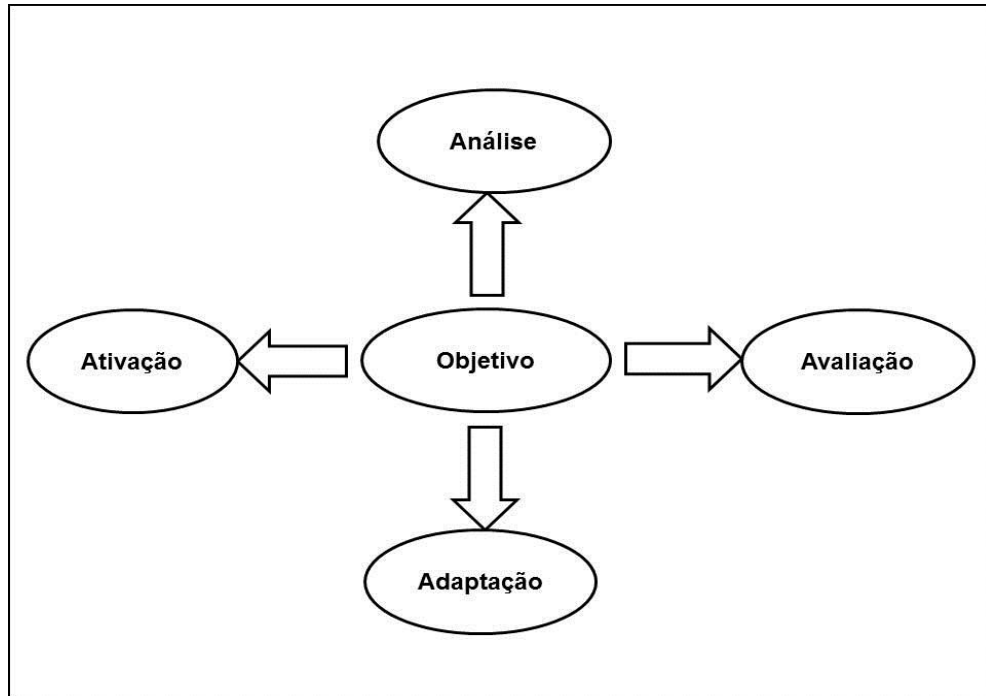 Análise
Ativação
Objetivo
Avaliação
Adaptação